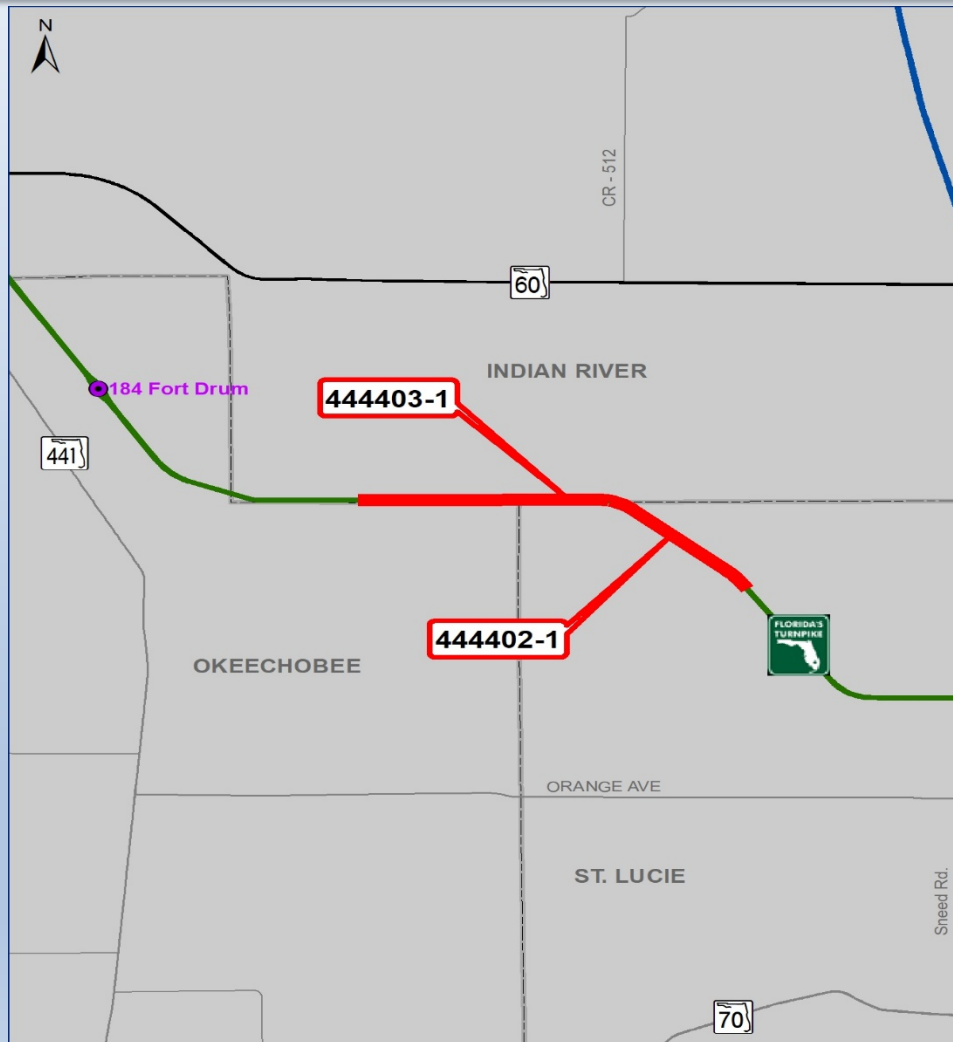 N
CR - 512
60
INDIAN RIVER
184 Fort Drum
444403-1
441
FLORIDA'S
TURNPIKE
444402-1
OKEECHOBEE
ORANGE AVE
ST. LUCIE
Sneed Rd.
70